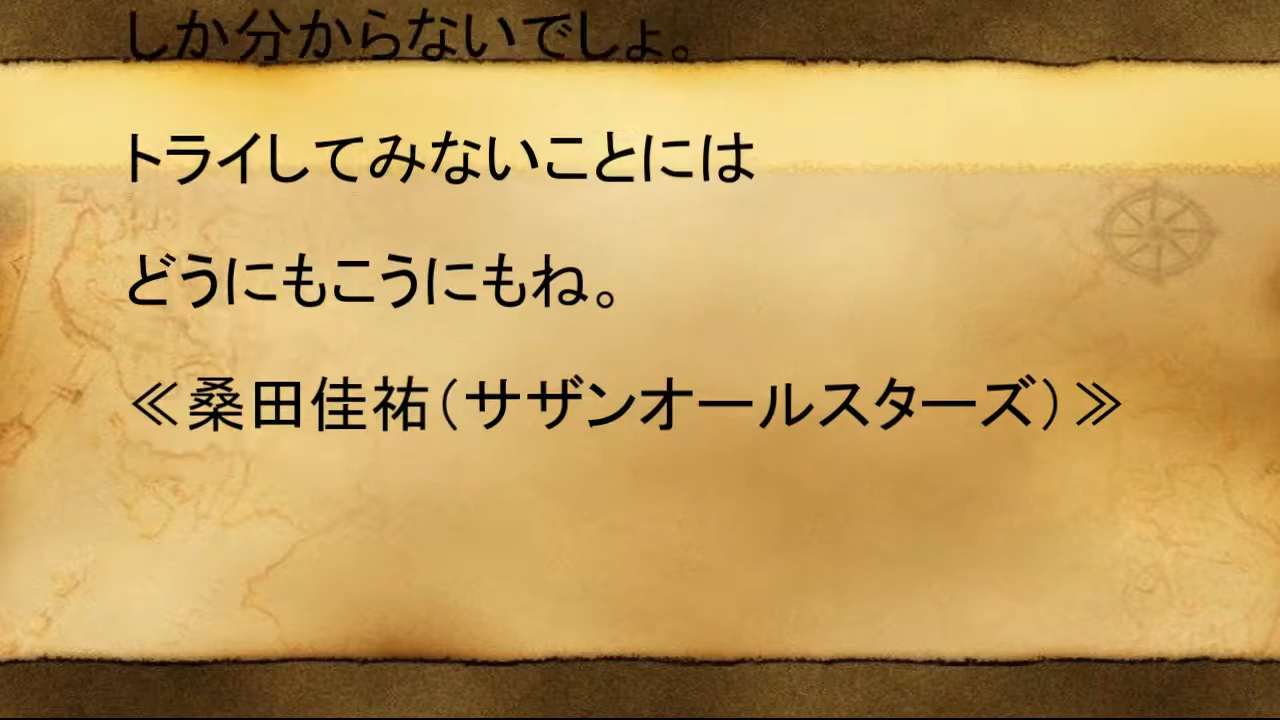 しか分からないでしょ。
トライしてみないことには
どうにもこうにもね。
≪桑田佳祐(サザンオールスターズ)≫